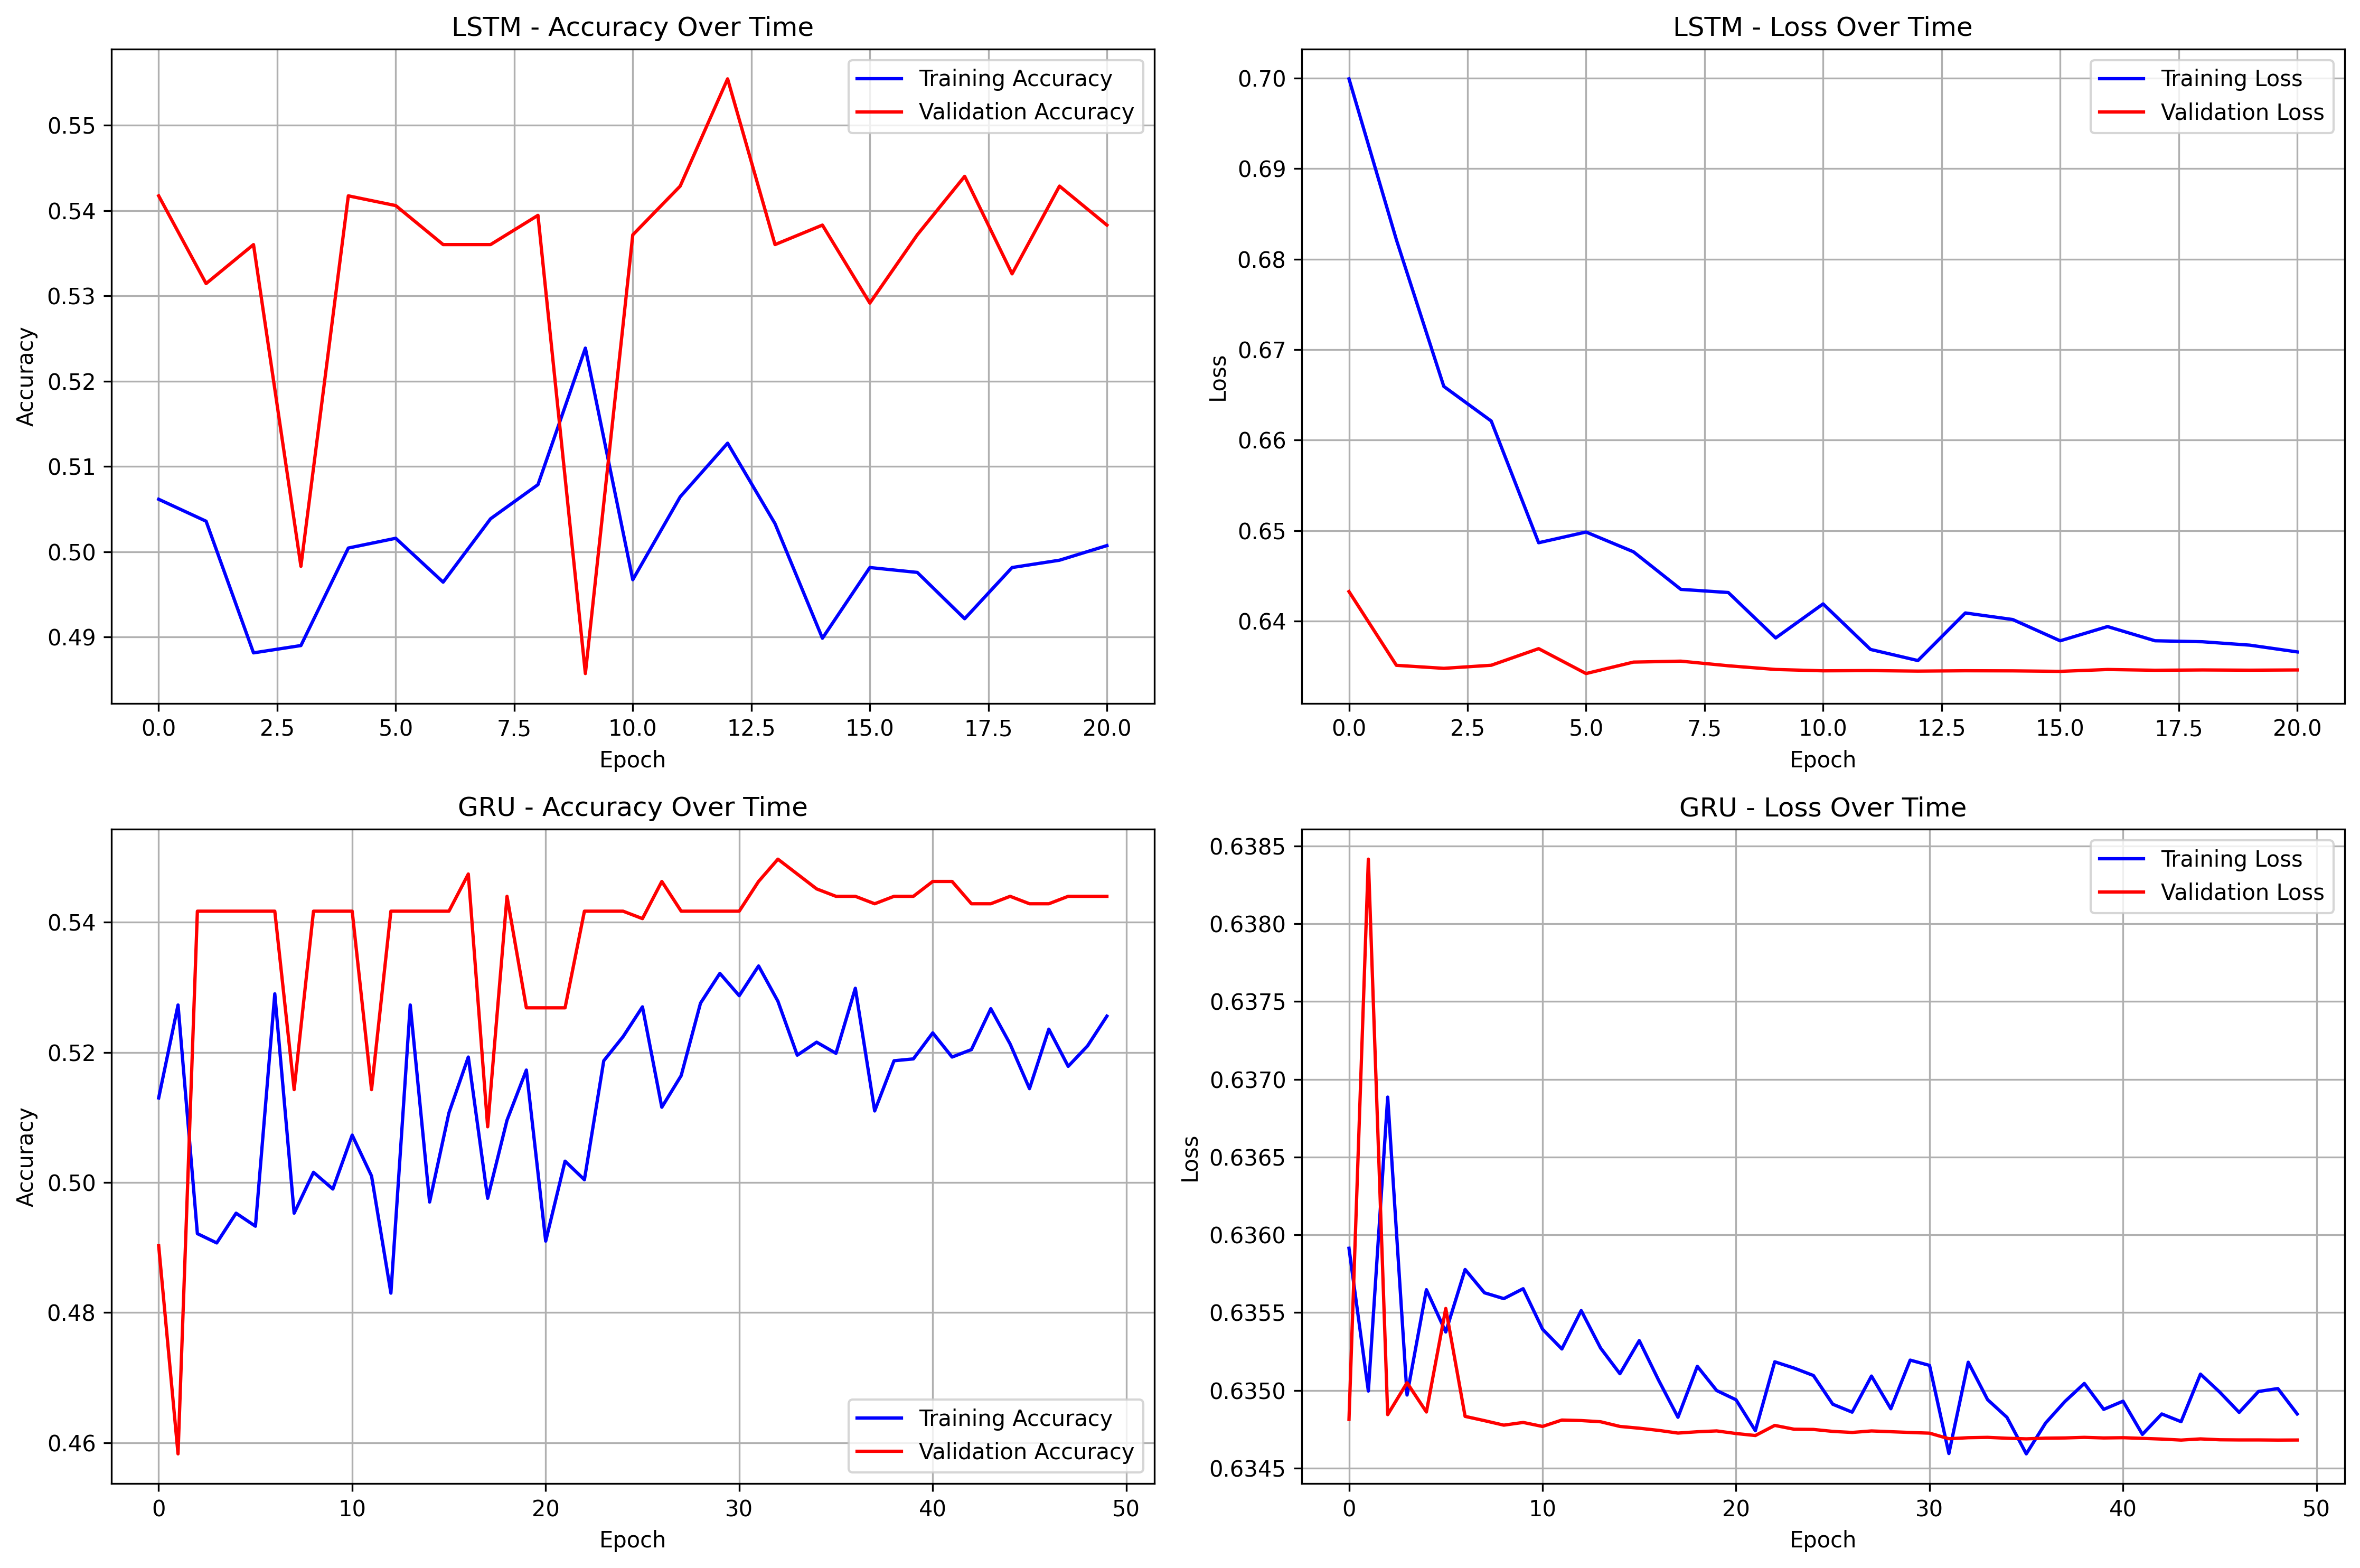 LSTM - Accuracy Over Time
Training Accuracy
Validation Accuracy
0.55
0.54
0.53
0.52
0.51
0.50
0.49
Accuracy
0.0 2.5 5.0 7.5 10.0 12.5 15.0 17.5 20.0
Epoch
LSTM - Loss Over Time
Training Loss
Validation Loss
0.70
0.69
0.68
0.67
0.66
0.65
0.64
Loss
0.0 2.5 5.0 7.5 10.0 12.5 15.0 17.5 20.0
Epoch
GRU - Accuracy Over Time
0.54
0.52
0.50
0.48
0.46
Accuracy
Training Accuracy
Validation Accuracy
0 10 20 30 40 50
Epoch
GRU - Loss Over Time
Training Loss
Validation Loss
0.6385
0.6380
0.6375
0.6370
0.6365
0.6360
0.6355
0.6350
0.6345
Loss
0 10 20 30 40 50
Epoch